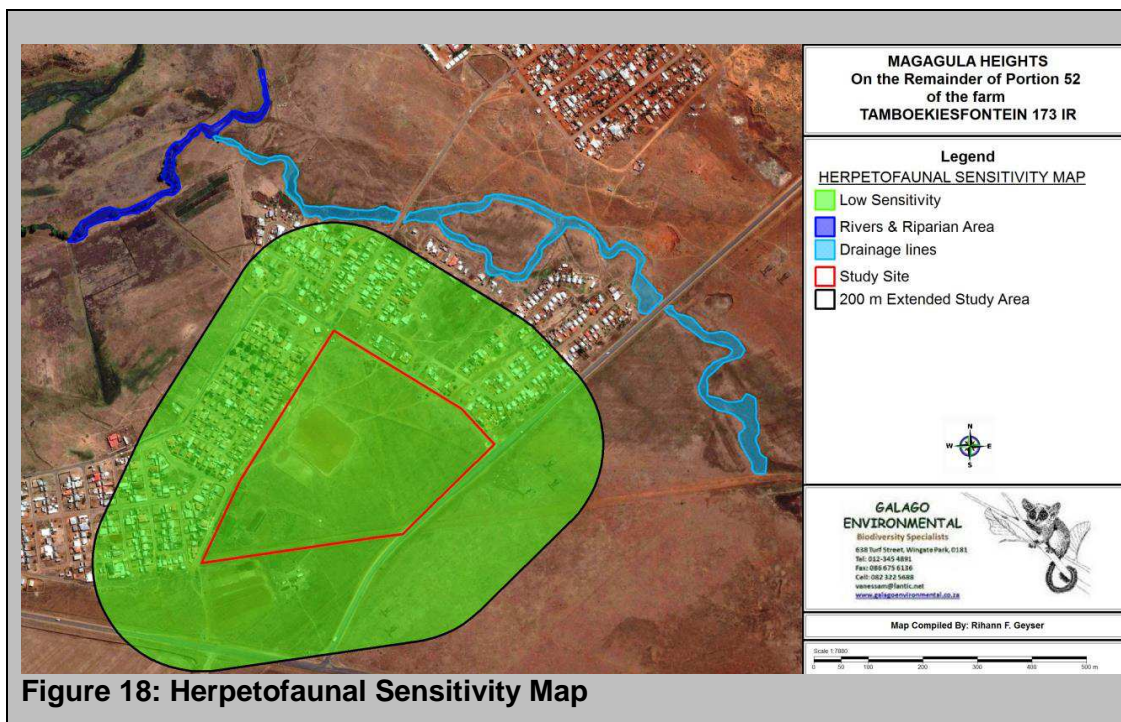 MAGAGULA HEIGHTS
On the Remainder of Portion 52
of the farm
TAMBOEKIESFONTEIN 173 IR
Legend
HERPETOFAUNAL SENSITIVITY MAP
Low Sensitivity
Rivers & Riparian Area
Drainage lines
Study Site
200 m Extended Study Area
N
W E
S
GALAGO
ENVIRONMENTAL
Biodiversity Specialists
638 Turf Street, Wingate Park, 0181
Tel: 012-345 4891
Fax: 086 675 6136
Cell: 082 322 5688
vanessam@lantic.net
www.galagoenvironmental.co.za
Map Compiled By: Rihann F. Geyser
Scale 1:7000
0 50 100 200 300 400 500 m
Figure 18: Herpetofaunal Sensitivity Map